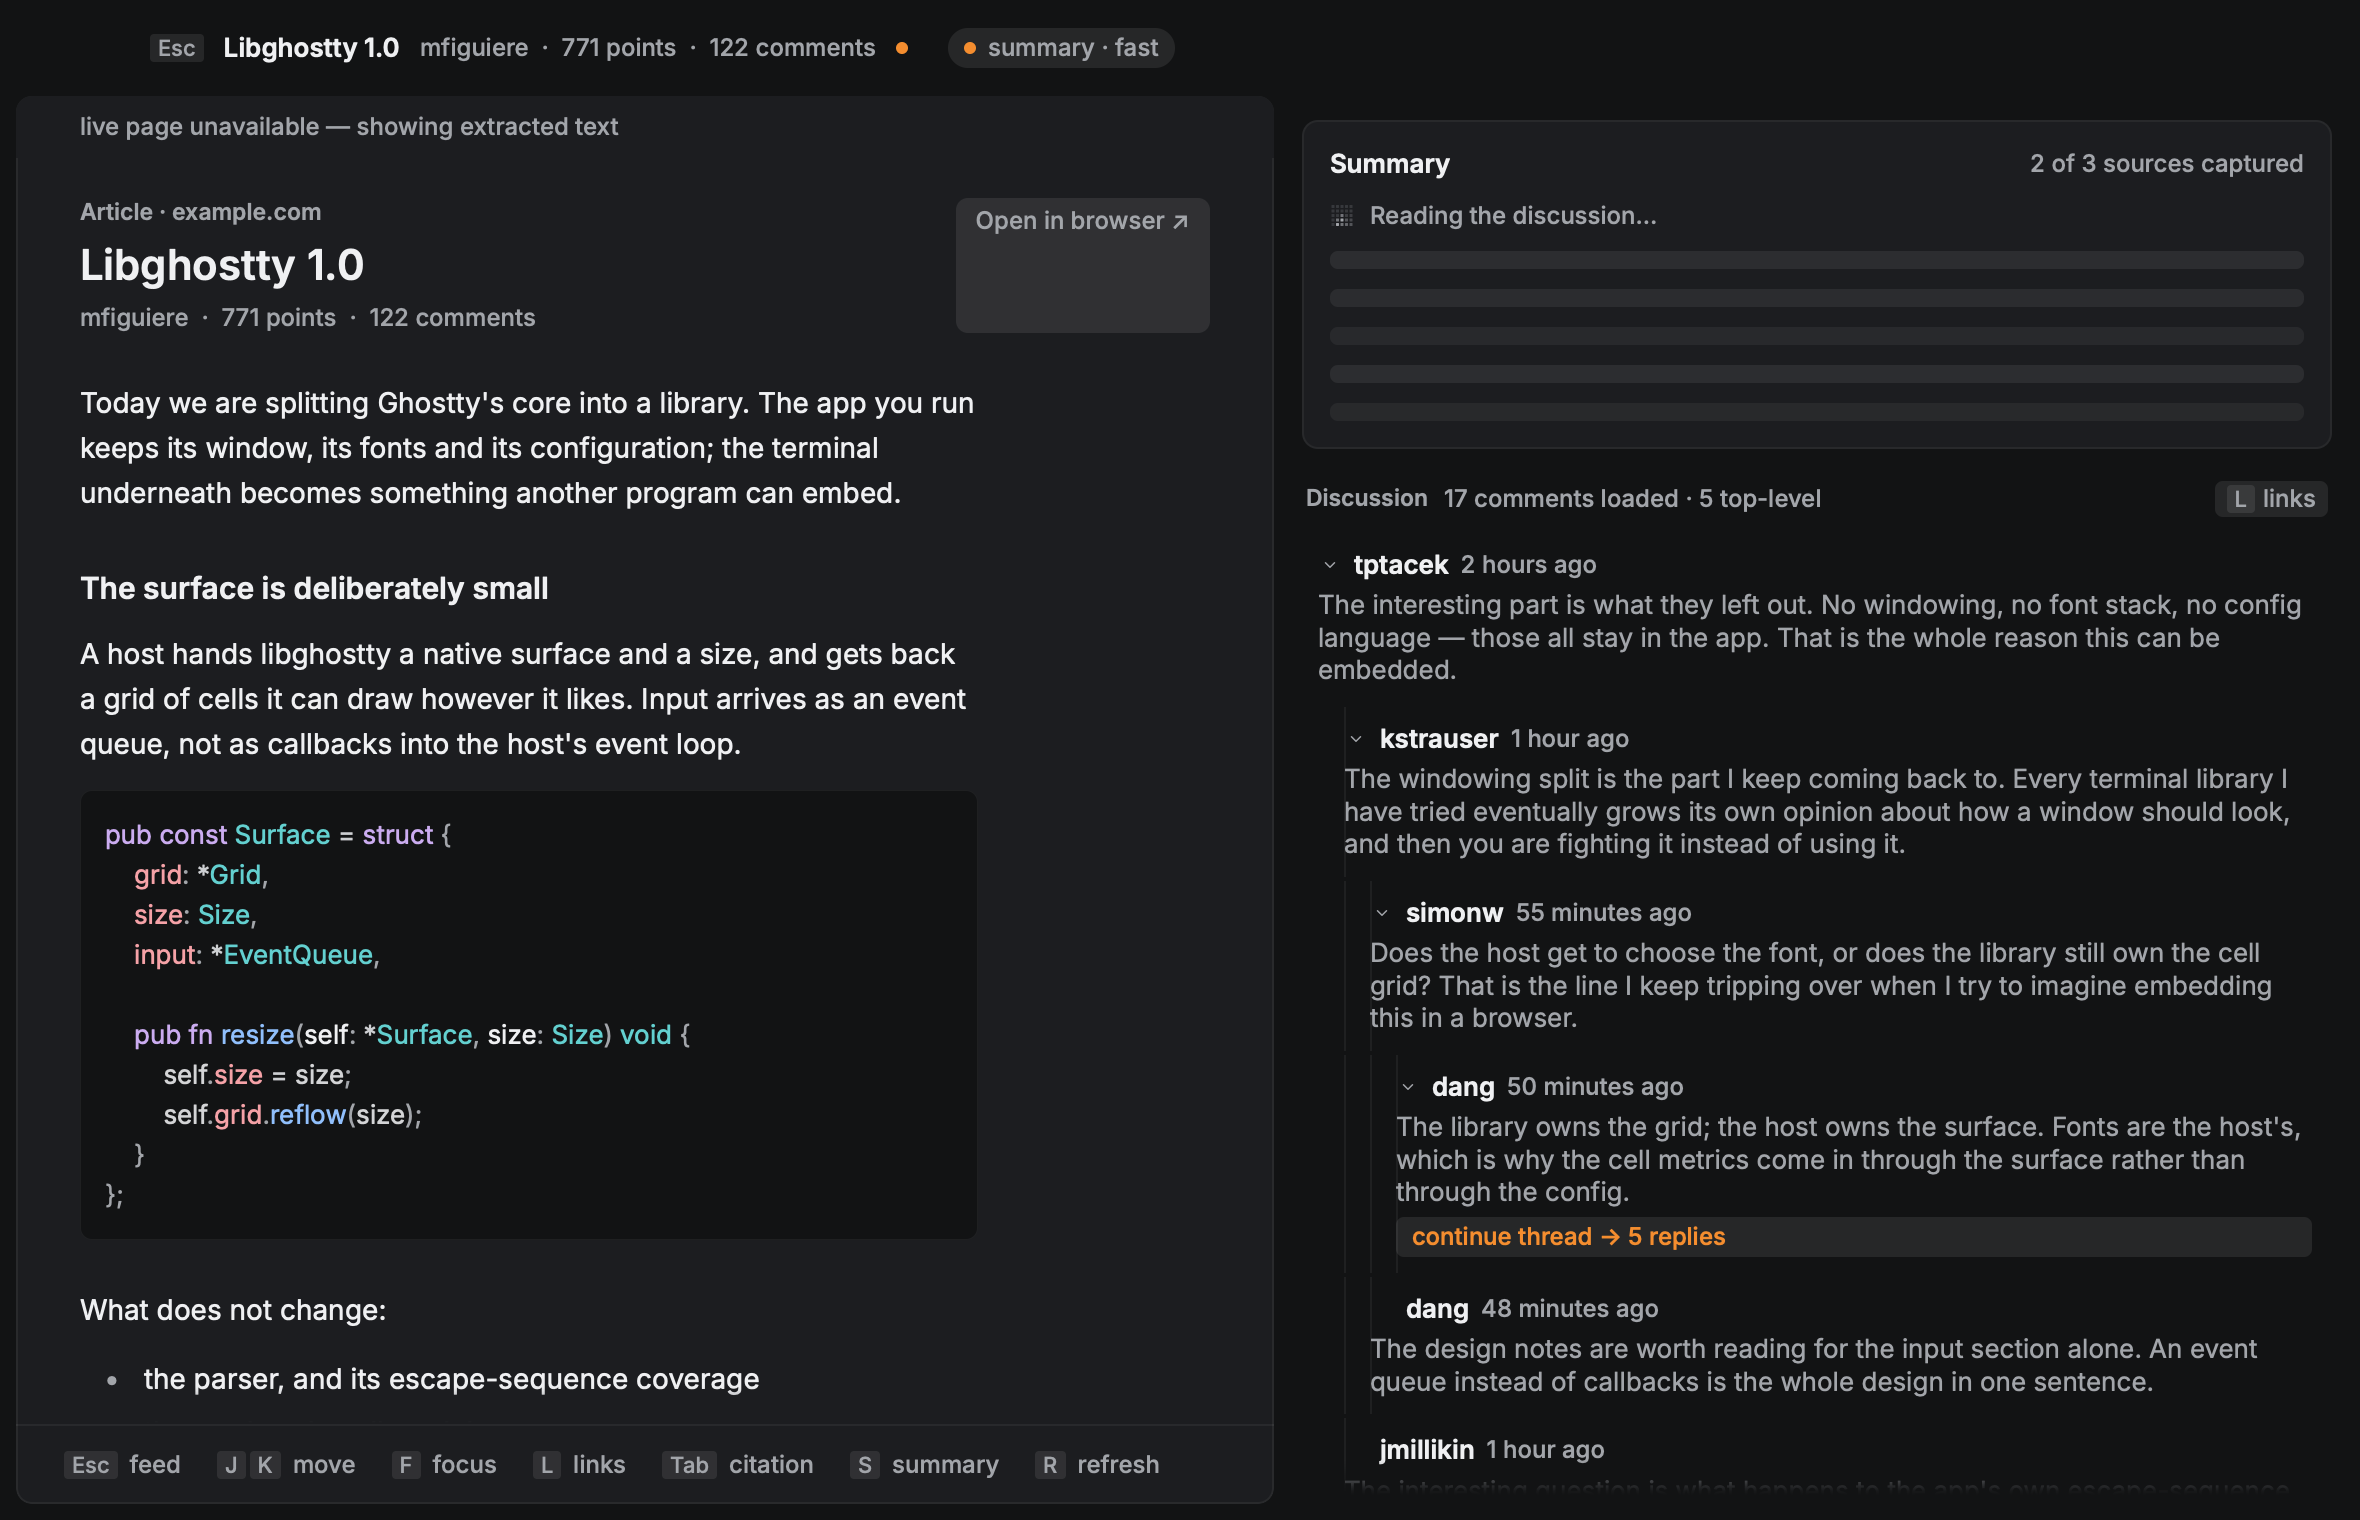 Esc Libghostty 1.0 mfiguiere · 771 points · 122 comments summary · fast
live page unavailable — showing extracted text
Article · example.com
Open in browser ↗
Libghostty 1.0
mfiguiere · 771 points · 122 comments
Today we are splitting Ghostty's core into a library. The app you run
keeps its window, its fonts and its configuration; the terminal
underneath becomes something another program can embed.
The surface is deliberately small
A host hands libghostty a native surface and a size, and gets back
a grid of cells it can draw however it likes. Input arrives as an event
queue, not as callbacks into the host's event loop.
pub const Surface = struct {
grid: *Grid,
size: Size,
input: *EventQueue,
pub fn resize(self: *Surface, size: Size) void {
self.size = size;
self.grid.reflow(size);
}
};
What does not change:
• the parser, and its escape-sequence coverage
Esc feed J K move F focus L links Tab citation S summary R refresh
Summary 2 of 3 sources captured
Reading the discussion...
Discussion 17 comments loaded · 5 top-level L links
tptacek 2 hours ago
The interesting part is what they left out. No windowing, no font stack, no config
language — those all stay in the app. That is the whole reason this can be
embedded.
kstrauser 1 hour ago
The windowing split is the part I keep coming back to. Every terminal library I
have tried eventually grows its own opinion about how a window should look,
and then you are fighting it instead of using it.
simonw 55 minutes ago
Does the host get to choose the font, or does the library still own the cell
grid? That is the line I keep tripping over when I try to imagine embedding
this in a browser.
dang 50 minutes ago
The library owns the grid; the host owns the surface. Fonts are the host's,
which is why the cell metrics come in through the surface rather than
through the config.
continue thread → 5 replies
dang 48 minutes ago
The design notes are worth reading for the input section alone. An event
queue instead of callbacks is the whole design in one sentence.
jmillikin 1 hour ago
The interesting question is what happens to the app's own escape-sequence